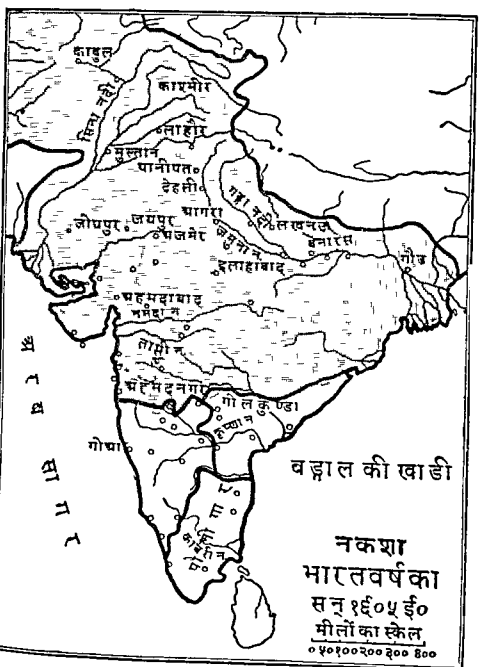 काबुल
काश्मीर
सिन्ध नदी
लाहौर
मुल्तान
पानीपत
देहली
आगरा
गङ्गा नदी
लखनऊ
जोधपुर
जयपुर
अजमेर
जमुना न
बनारस
गौड
इलाहाबाद
अहमदाबाद
नर्मदा न
ताप्ती न
अहमदनगर
गोलकुण्डा
कृष्णा न
गोआ
अरब सागर
बङ्गाल की खाडी
कावेरी न
नकशा
भारतवर्षका
सन् १६०५ ई०
मीलों का स्केल
० ५० १०० २०० ३०० ४००